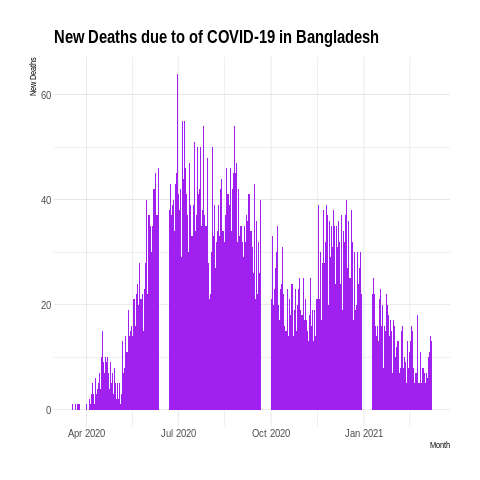 New Deaths due to of COVID-19 in Bangladesh
New Deaths
60
40
20
0
Apr 2020 Jul 2020 Oct 2020 Jan 2021
Month